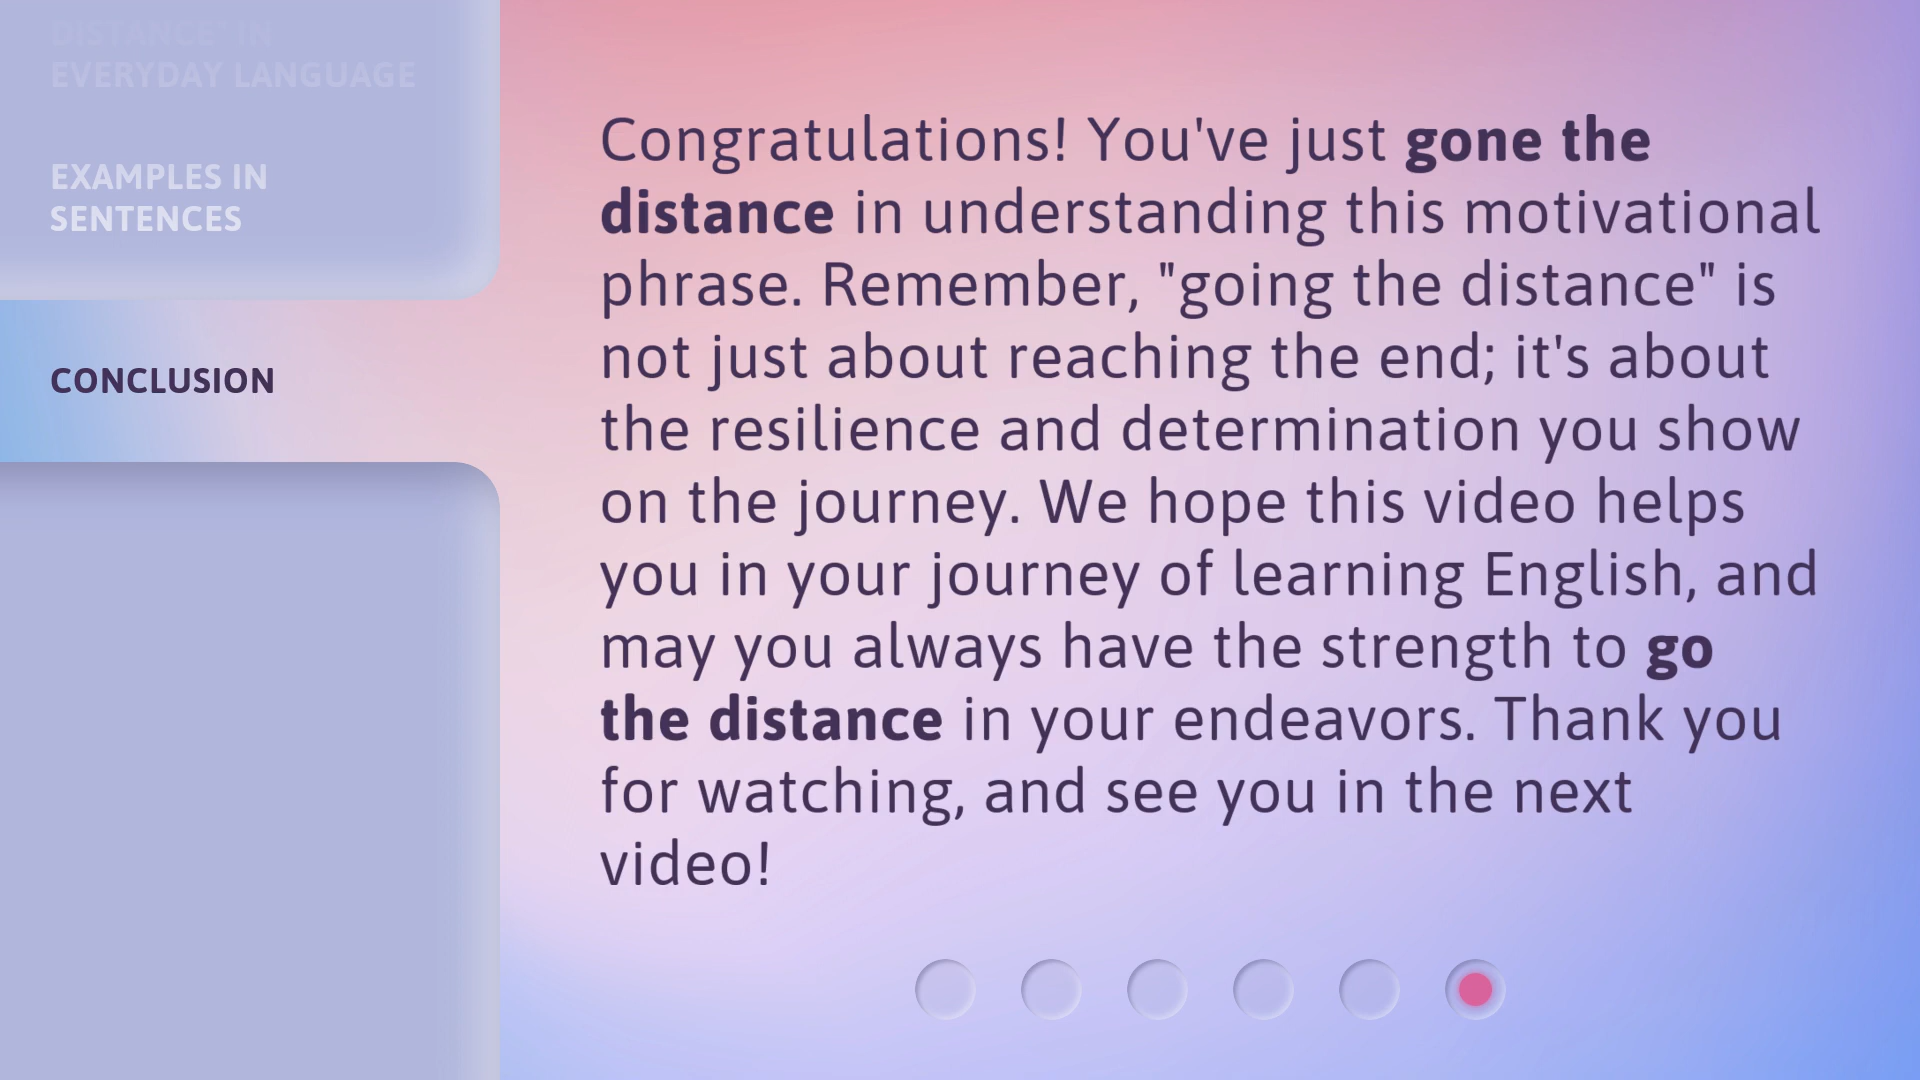 DISTANCE" IN
EVERYDAY LANGUAGE
EXAMPLES IN
SENTENCES
CONCLUSION
Congratulations! You've just gone the
distance in understanding this motivational
phrase. Remember, "going the distance" is
not just about reaching the end; it's about
the resilience and determination you show
on the journey. We hope this video helps
you in your journey of learning English, and
may you always have the strength to go
the distance in your endeavors. Thank you
for watching, and see you in the next
video!